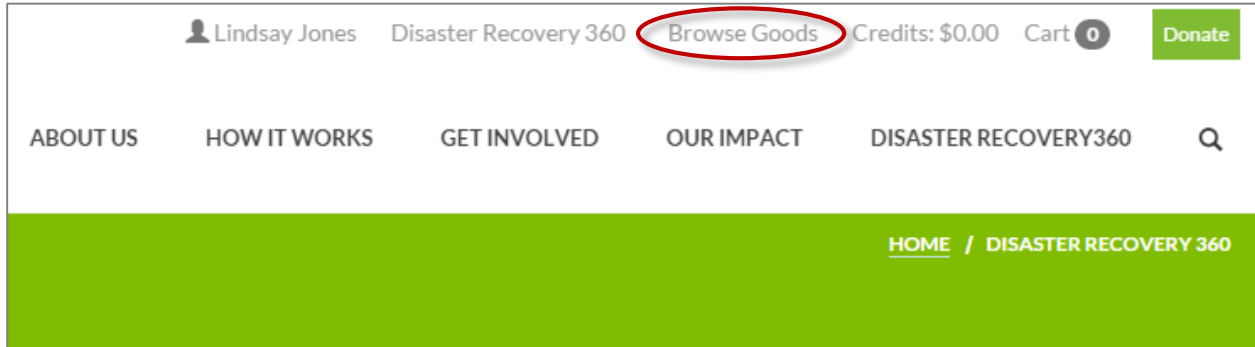 Lindsay Jones Disaster Recovery 360 Browse Goods Credits: $0.00 Cart 0 Donate
ABOUT US HOW IT WORKS GET INVOLVED OUR IMPACT DISASTER RECOVERY360
HOME / DISASTER RECOVERY 360